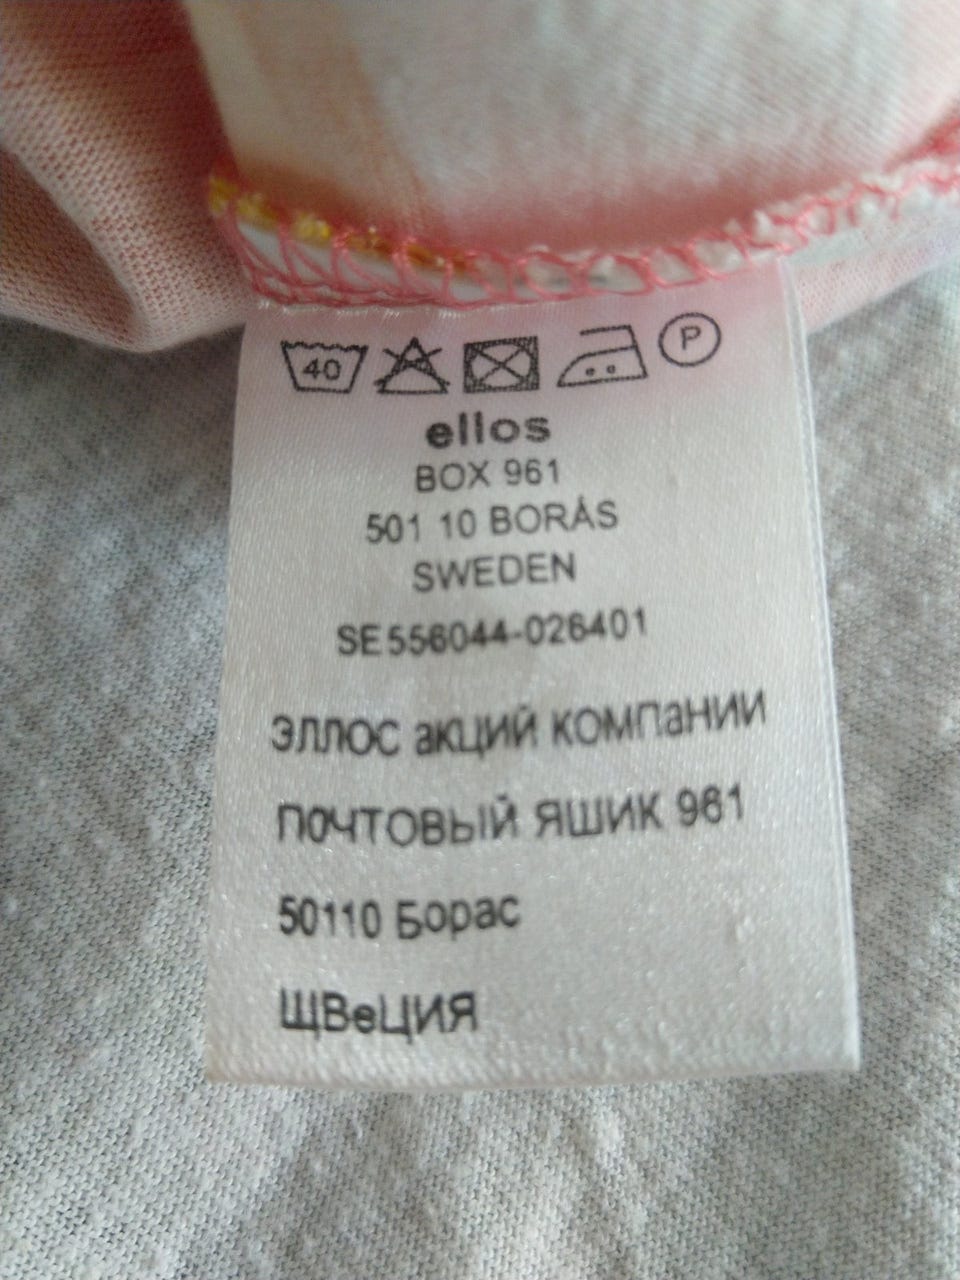 40 P
ellos
BOX 961
501 10 BORÅS
SWEDEN
SE556044-026401
ЭЛЛОС акций компании
почтовый яшик 961
50110 Борас
ЩВеЦИЯ